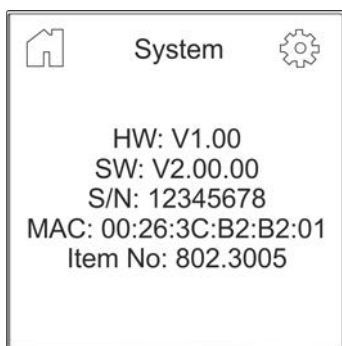 System
HW: V1.00
SW: V2.00.00
S/N: 12345678
MAC: 00:26:3C:B2:B2:01
Item No: 802.3005